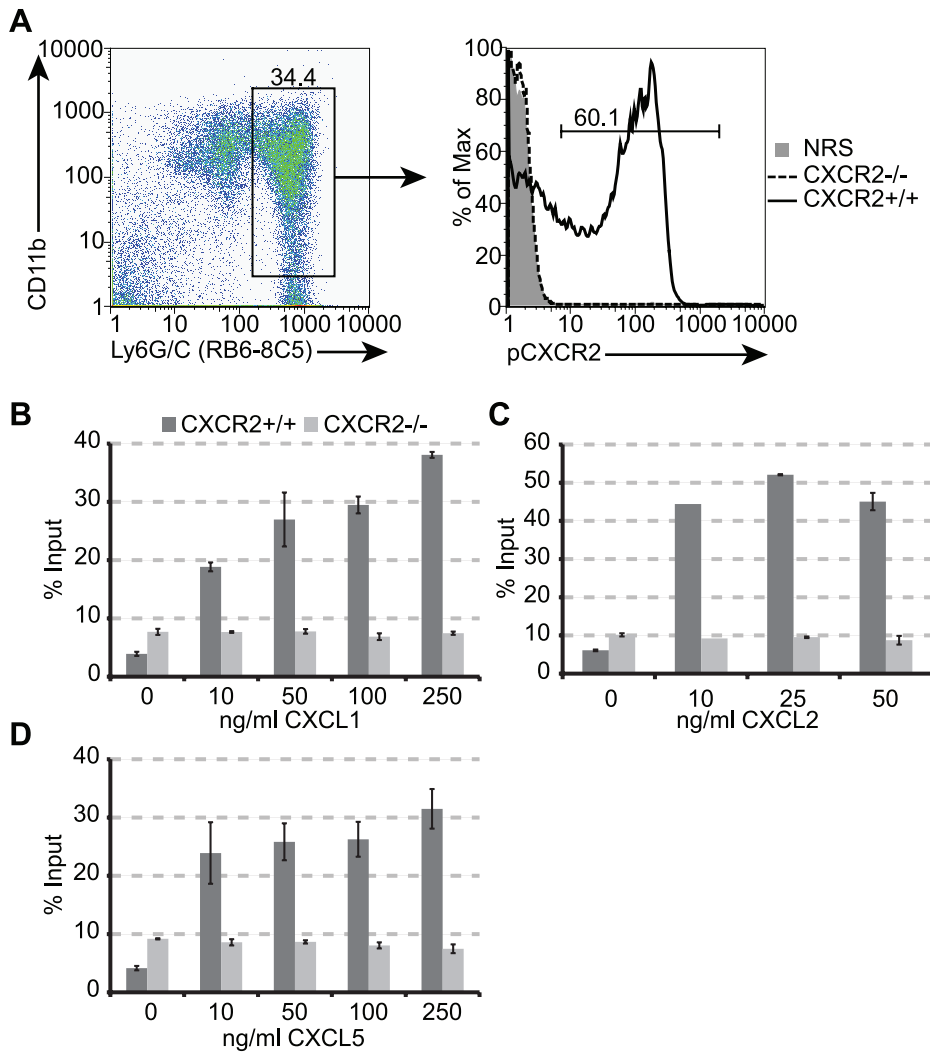 A
10000
1000
100
10
1
CD11b
34.4
1 10 100 1000 10000
Ly6G/C (RB6-8C5)
100
80
60
40
20
0
% of Max
60.1
1 10 100 1000 10000
pCXCR2
NRS
CXCR2-/-
CXCR2+/+
B
CXCR2+/+ CXCR2-/-
40
30
20
10
0
% Input
0 10 50 100 250
ng/ml CXCL1
C
60
50
40
30
20
10
0
% Input
0 10 25 50
ng/ml CXCL2
D
40
30
20
10
0
% Input
0 10 50 100 250
ng/ml CXCL5